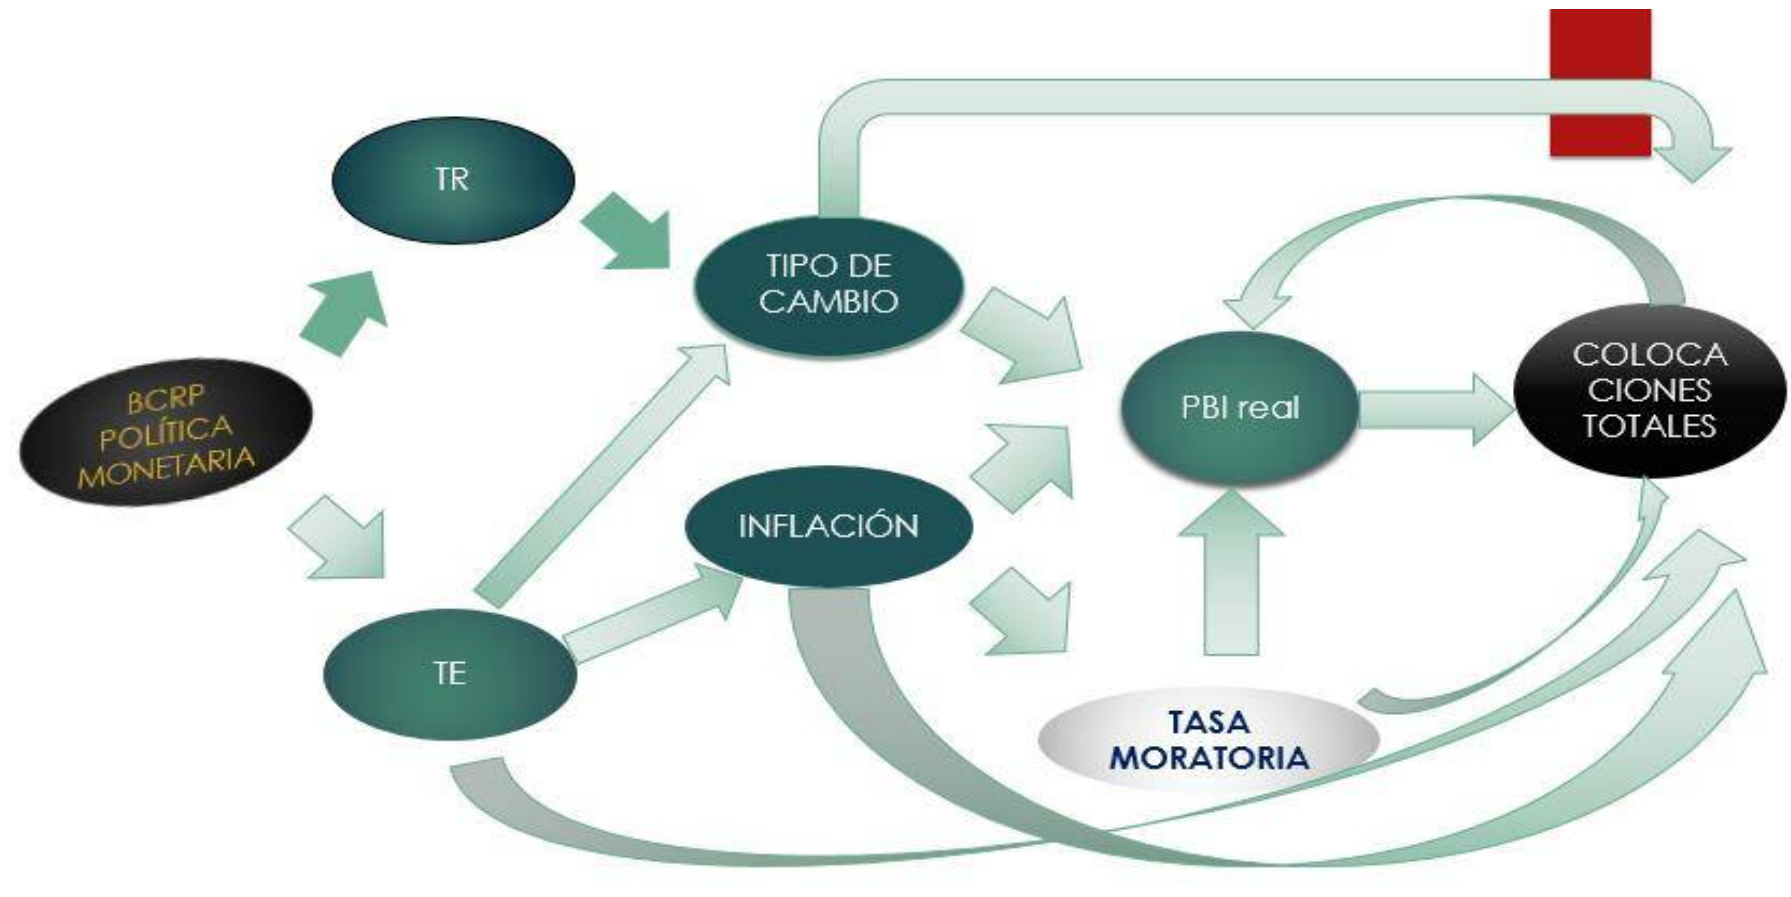 TR
TIPO DE
CAMBIO
BCRP
POLÍTICA
MONETARIA
COLOCA
CIONES
TOTALES
PBI real
INFLACIÓN
TE
TASA
MORATORIA